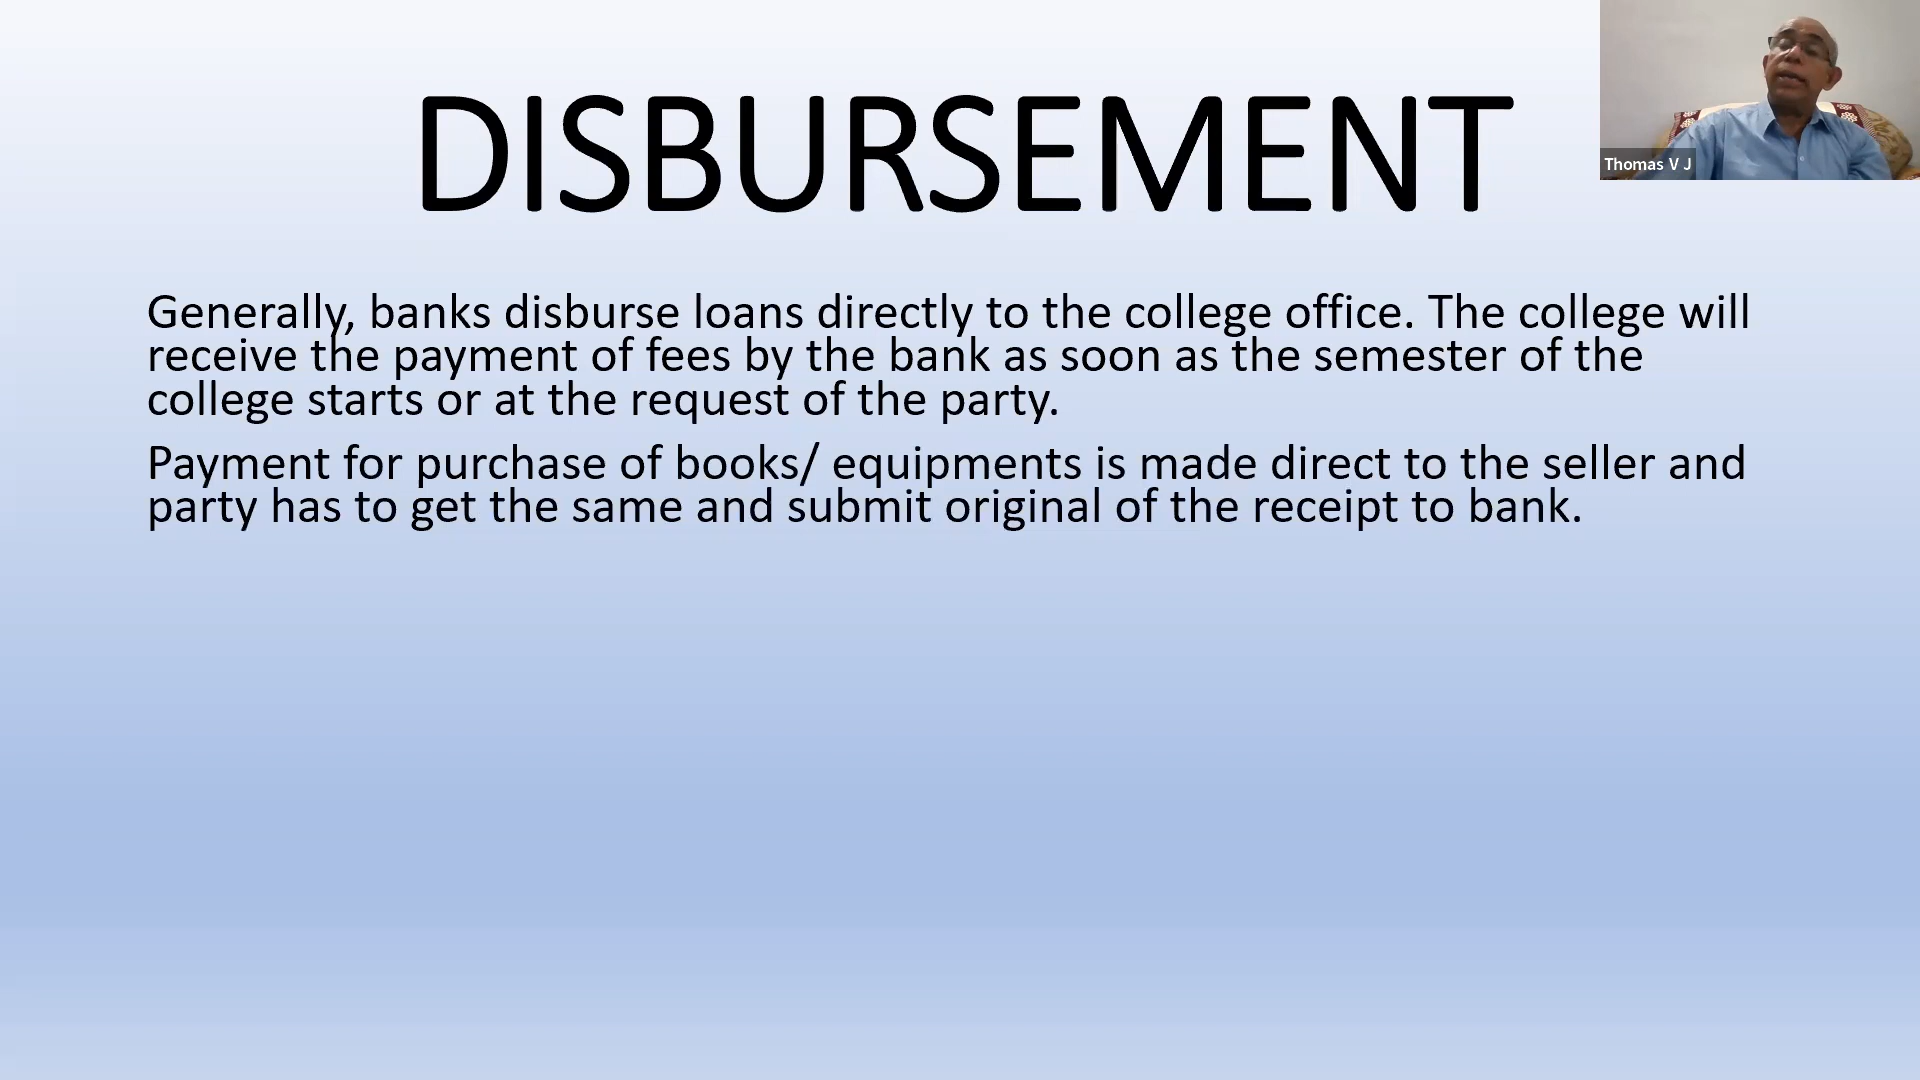 DISBURSEMENT
Thomas V J
Generally, banks disburse loans directly to the college office. The college will
receive the payment of fees by the bank as soon as the semester of the
college starts or at the request of the party.
Payment for purchase of books/ equipments is made direct to the seller and
party has to get the same and submit original of the receipt to bank.